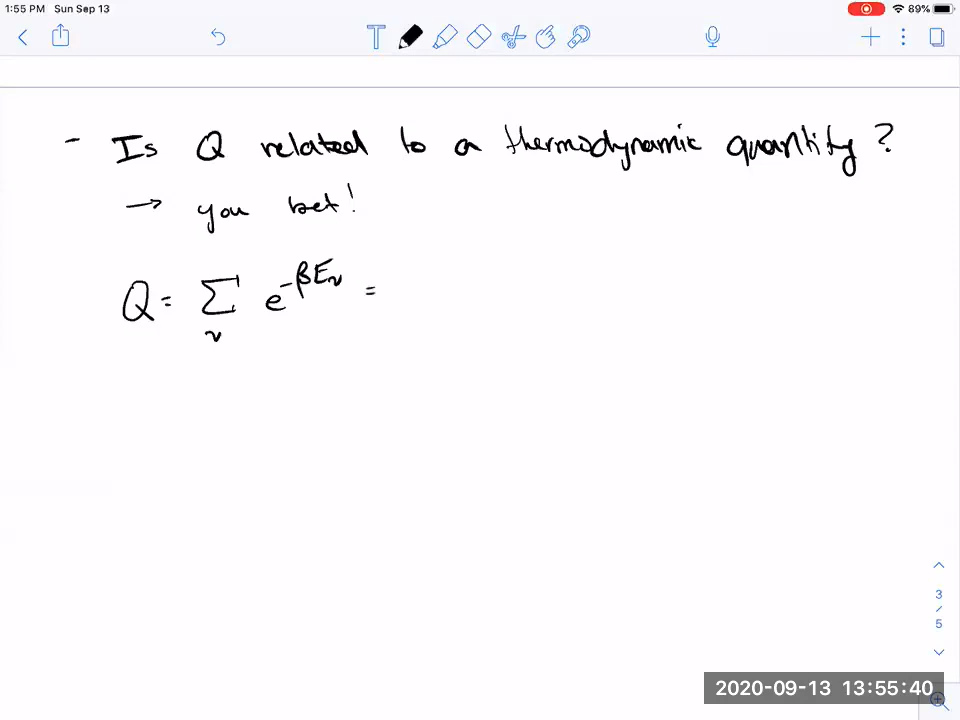 1:55 PM Sun Sep 13 89%
- Is Q related to a thermodynamic quantity?
→ you bet!
Q = ∑_ν e^{-βE_ν} =
3
/
5
2020-09-13 13:55:40